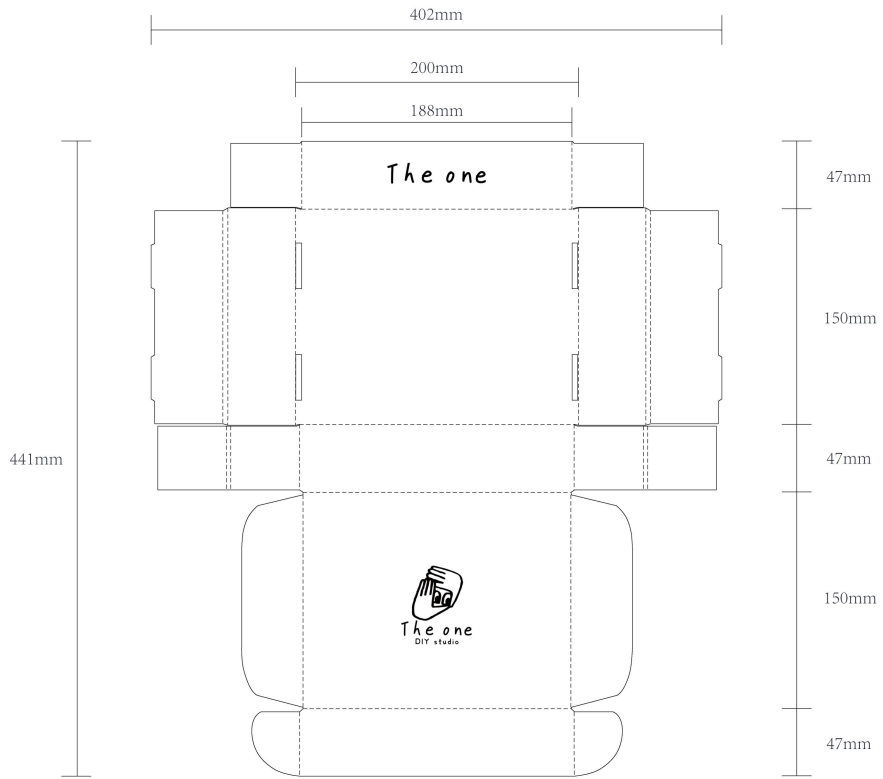 402mm
200mm
188mm
The one
47mm
150mm
441mm
47mm
150mm
The one
DIY studio
47mm